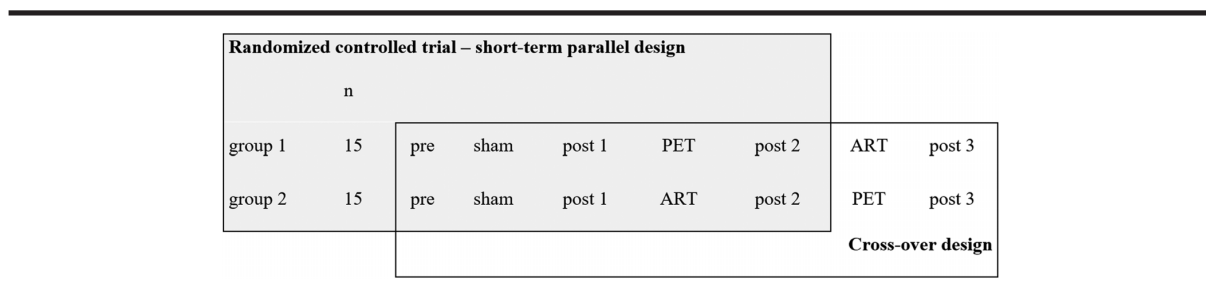 Randomized controlled trial – short-term parallel design
n
group 1 15 pre sham post 1 PET post 2 ART post 3
group 2 15 pre sham post 1 ART post 2 PET post 3
Cross-over design